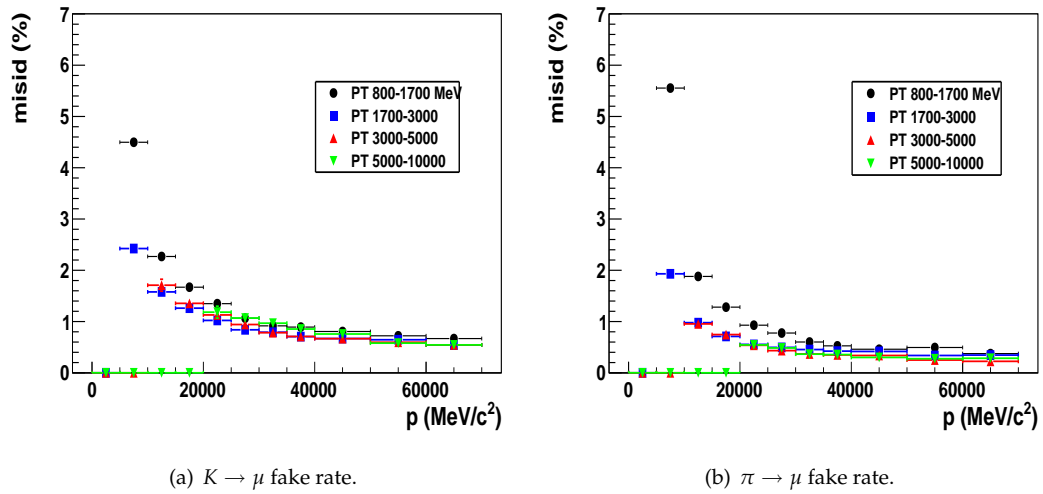 misid (%)
7
6
5
4
3
2
1
0
PT 800-1700 MeV
PT 1700-3000
PT 3000-5000
PT 5000-10000
0 20000 40000 60000
p (MeV/c²)
(a) K → μ fake rate.
misid (%)
7
6
5
4
3
2
1
0
PT 800-1700 MeV
PT 1700-3000
PT 3000-5000
PT 5000-10000
0 20000 40000 60000
p (MeV/c²)
(b) π → μ fake rate.